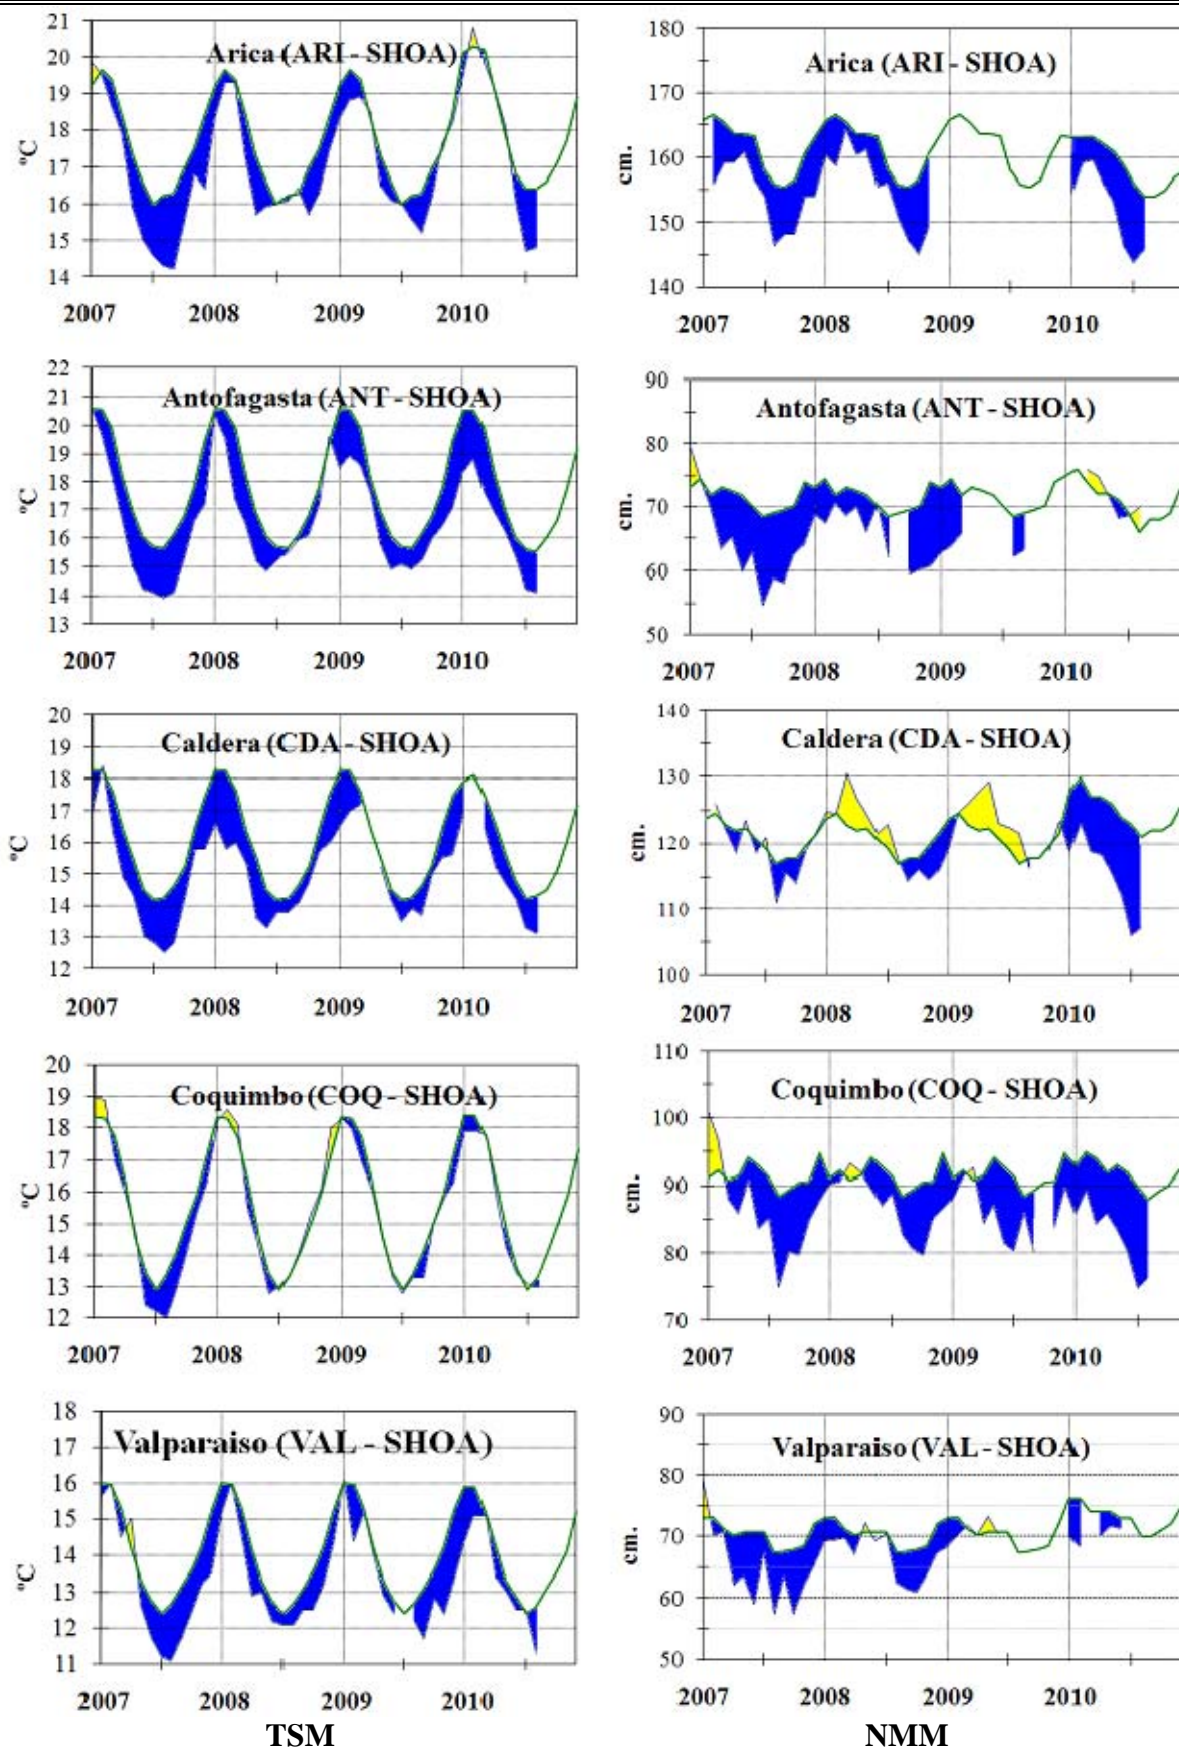 21
20
19
18
17
16
15
14
°C
Arica (ARI - SHOA)
2007 2008 2009 2010
180
170
160
150
140
cm.
Arica (ARI - SHOA)
2007 2008 2009 2010
22
21
20
19
18
17
16
15
14
13
°C
Antofagasta (ANT - SHOA)
2007 2008 2009 2010
90
80
70
60
50
cm.
Antofagasta (ANT - SHOA)
2007 2008 2009 2010
20
19
18
17
16
15
14
13
12
°C
Caldera (CDA - SHOA)
2007 2008 2009 2010
140
130
120
110
100
cm.
Caldera (CDA - SHOA)
2007 2008 2009 2010
20
19
18
17
16
15
14
13
12
°C
Coquimbo (COQ - SHOA)
2007 2008 2009 2010
110
100
90
80
70
cm.
Coquimbo (COQ - SHOA)
2007 2008 2009 2010
18
17
16
15
14
13
12
11
°C
Valparaiso (VAL - SHOA)
2007 2008 2009 2010
TSM
90
80
70
60
50
cm.
Valparaiso (VAL - SHOA)
2007 2008 2009 2010
NMM